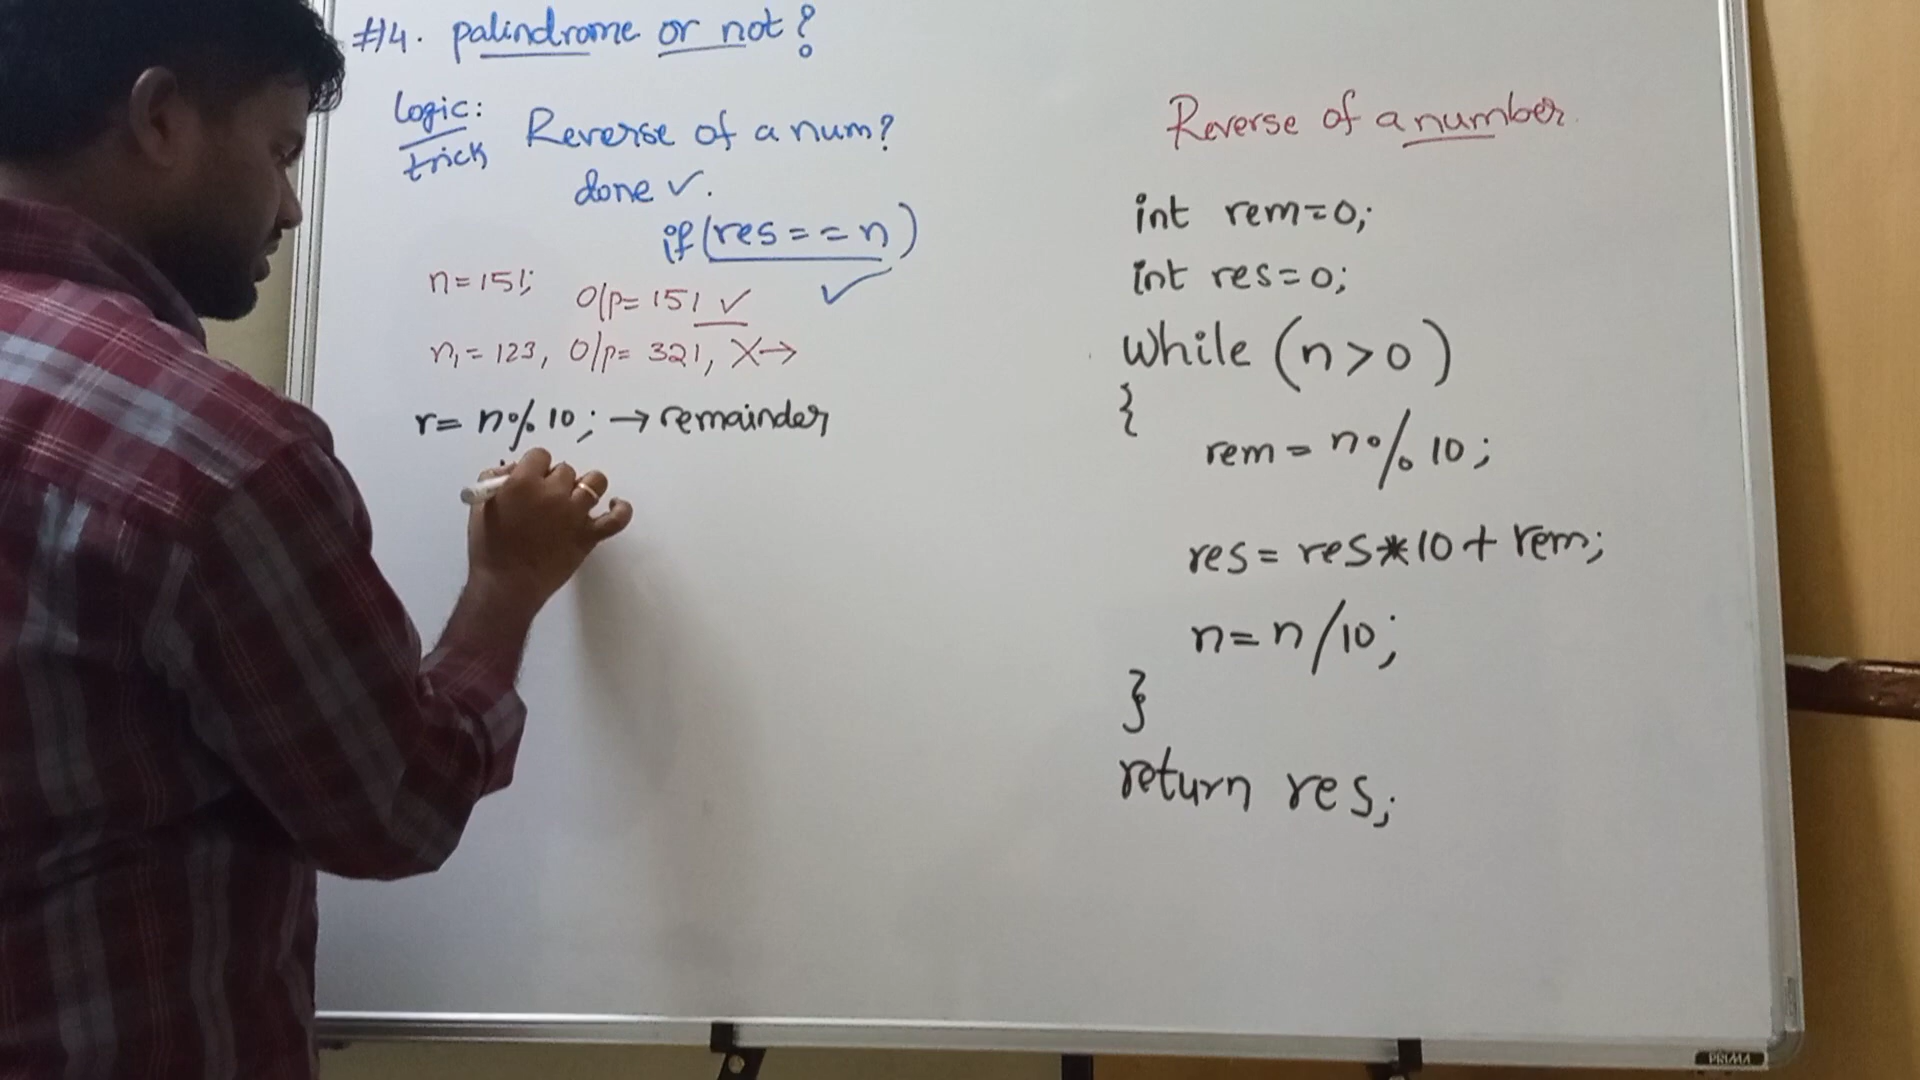 #14. palindrome or not?
Logic:
trick
Reverse of a num?
done ✓.
if(res==n)
✓
n=151; O/p=151 ✓
n1=123, O/p=321, X→
r= n%10; → remainder
Reverse of a number
int rem=0;
int res=0;
while (n>0)
{
rem=n%10;
res=res*10+rem;
n=n/10;
}
return res;
PRIMA